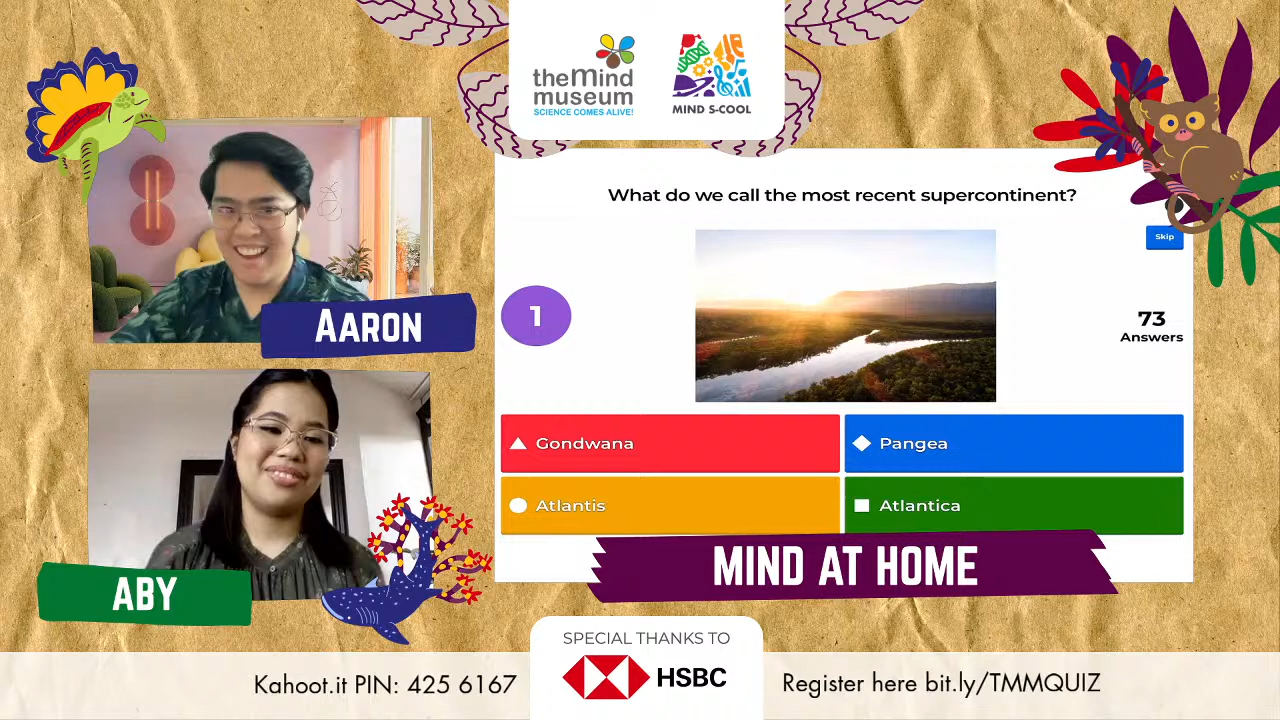 theMind
museum
SCIENCE COMES ALIVE!
MIND S-COOL
What do we call the most recent supercontinent?
Skip
1
73
Answers
Gondwana
Pangea
Atlantis
Atlantica
AARON
ABY
MIND AT HOME
SPECIAL THANKS TO
HSBC
Kahoot.it PIN: 425 6167
Register here bit.ly/TMMQUIZ